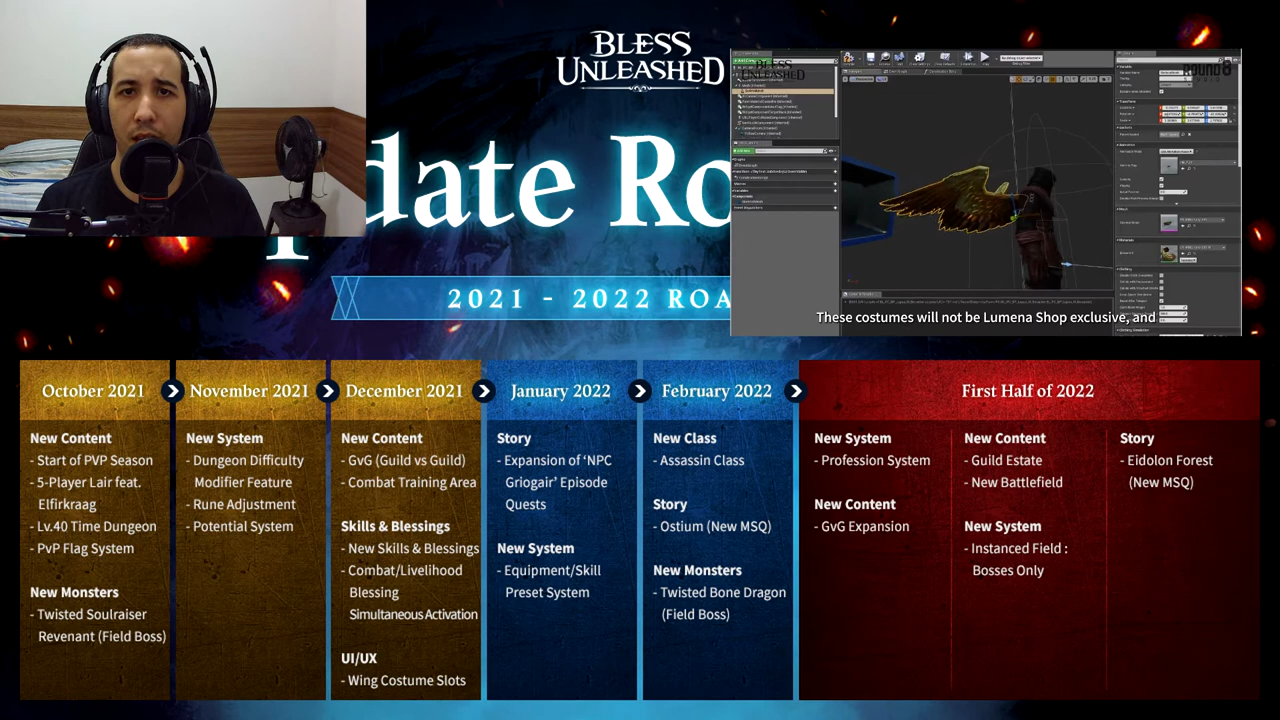 BLESS
UNLEASHED
date Ro
2021 - 2022 ROA
These costumes will not be Lumena Shop exclusive, and
October 2021
New Content
- Start of PVP Season
- 5-Player Lair feat.
Elfirkraag
- Lv.40 Time Dungeon
- PvP Flag System
New Monsters
- Twisted Soulraiser
Revenant (Field Boss)
November 2021
New System
- Dungeon Difficulty
Modifier Feature
- Rune Adjustment
- Potential System
December 2021
New Content
- GvG (Guild vs Guild)
- Combat Training Area
Skills & Blessings
- New Skills & Blessings
- Combat/Livelihood
Blessing
Simultaneous Activation
UI/UX
- Wing Costume Slots
January 2022
Story
- Expansion of ‘NPC
Griogair’ Episode
Quests
New System
- Equipment/Skill
Preset System
February 2022
New Class
- Assassin Class
Story
- Ostium (New MSQ)
New Monsters
- Twisted Bone Dragon
(Field Boss)
First Half of 2022
New System
- Profession System
New Content
- GvG Expansion
New Content
- Guild Estate
- New Battlefield
New System
- Instanced Field :
Bosses Only
Story
- Eidolon Forest
(New MSQ)